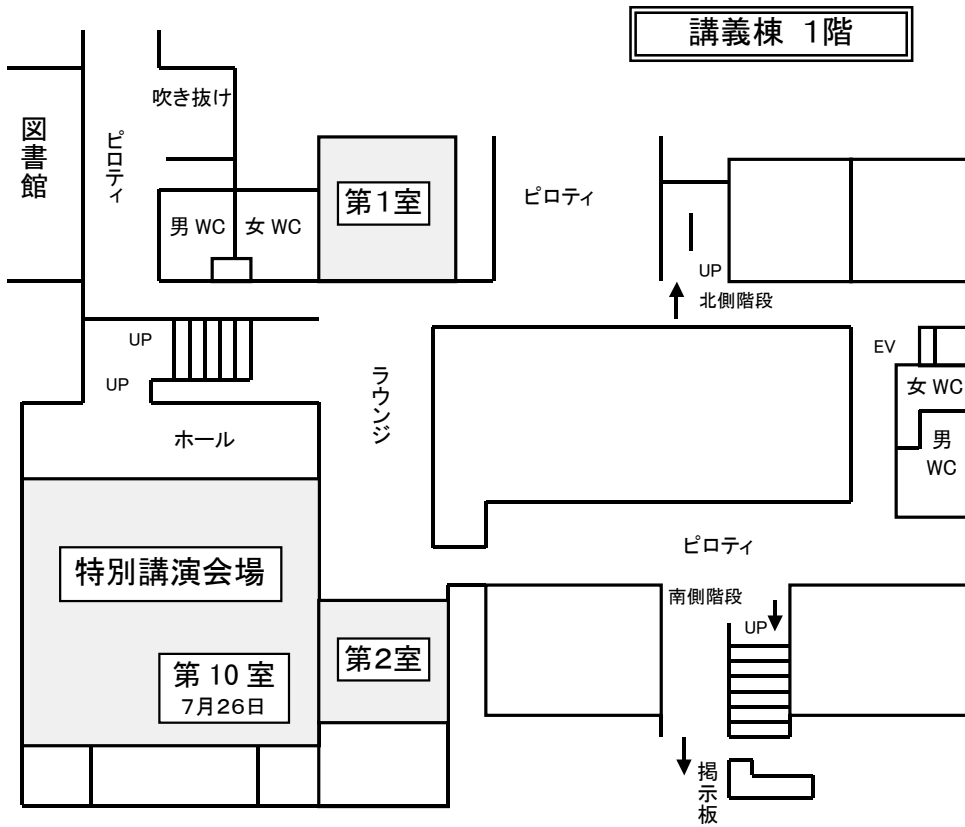 講義棟 1階
吹き抜け
図書館
ピロティ
第1室
ピロティ
男 WC
女 WC
UP
北側階段
UP
EV
UP
ラウンジ
女 WC
ホール
男
WC
ピロティ
特別講演会場
南側階段
UP
第2室
第 10 室
7月26日
掲示板